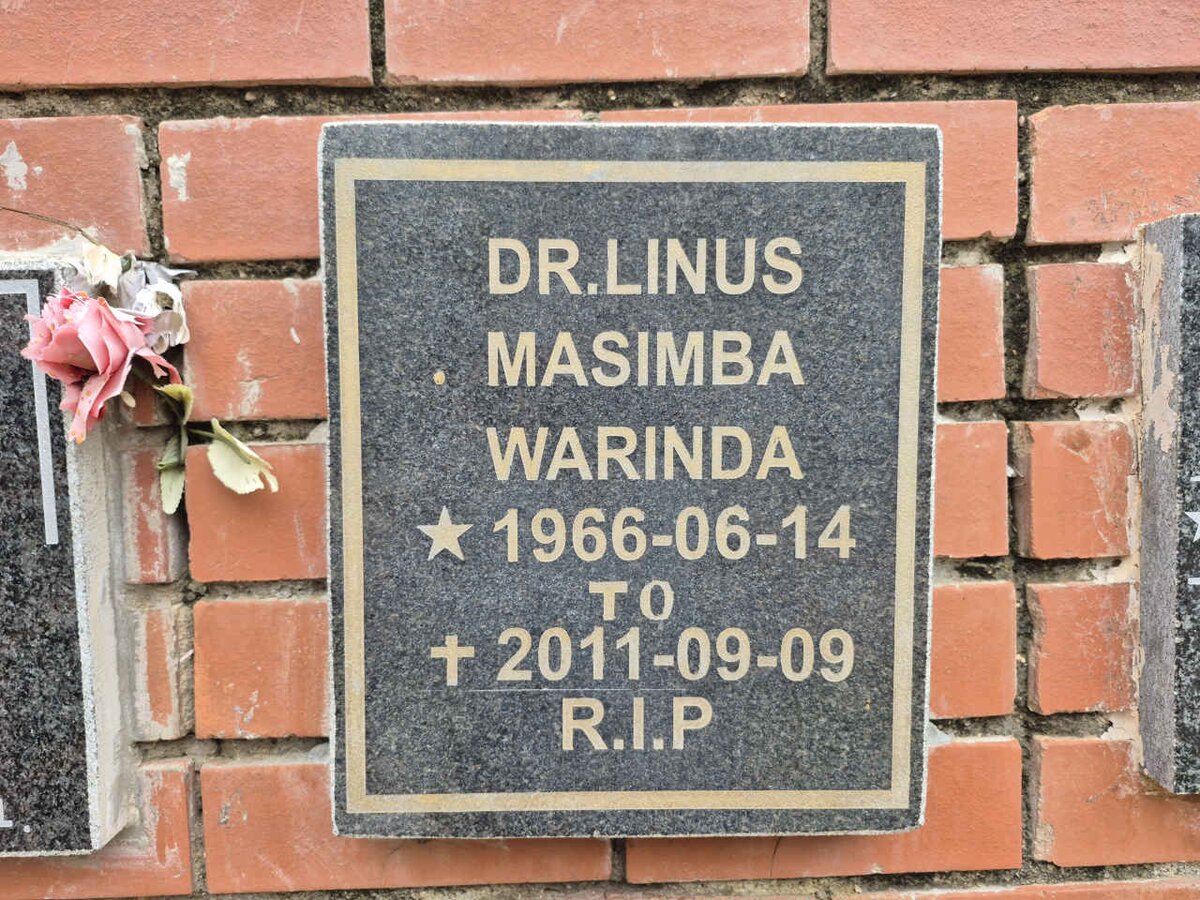 DR.LINUS
MASIMBA
WARINDA
1966-06-14
TO
2011-09-09
R.I.P